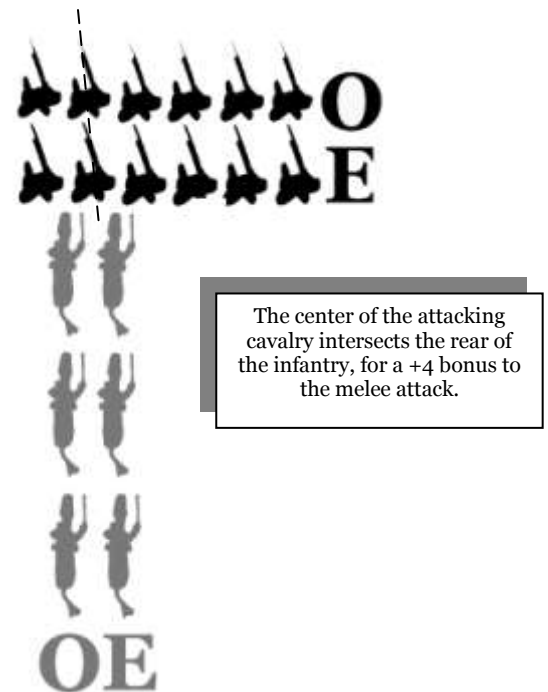 O
E
The center of the attacking
cavalry intersects the rear of
the infantry, for a +4 bonus to
the melee attack.
OE